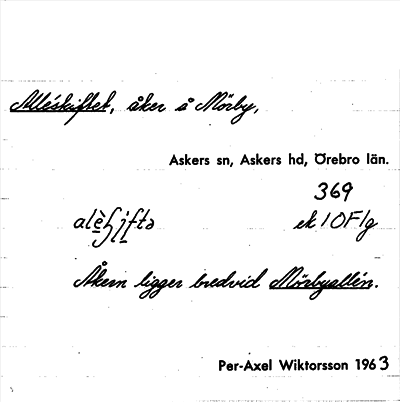 Alléskiftet, åker å Mörby,
Askers sn, Askers hd, Örebro län.
369
ek 10F1g
Åkern ligger bredvid Mörbyallén.
Per-Axel Wiktorsson 1963